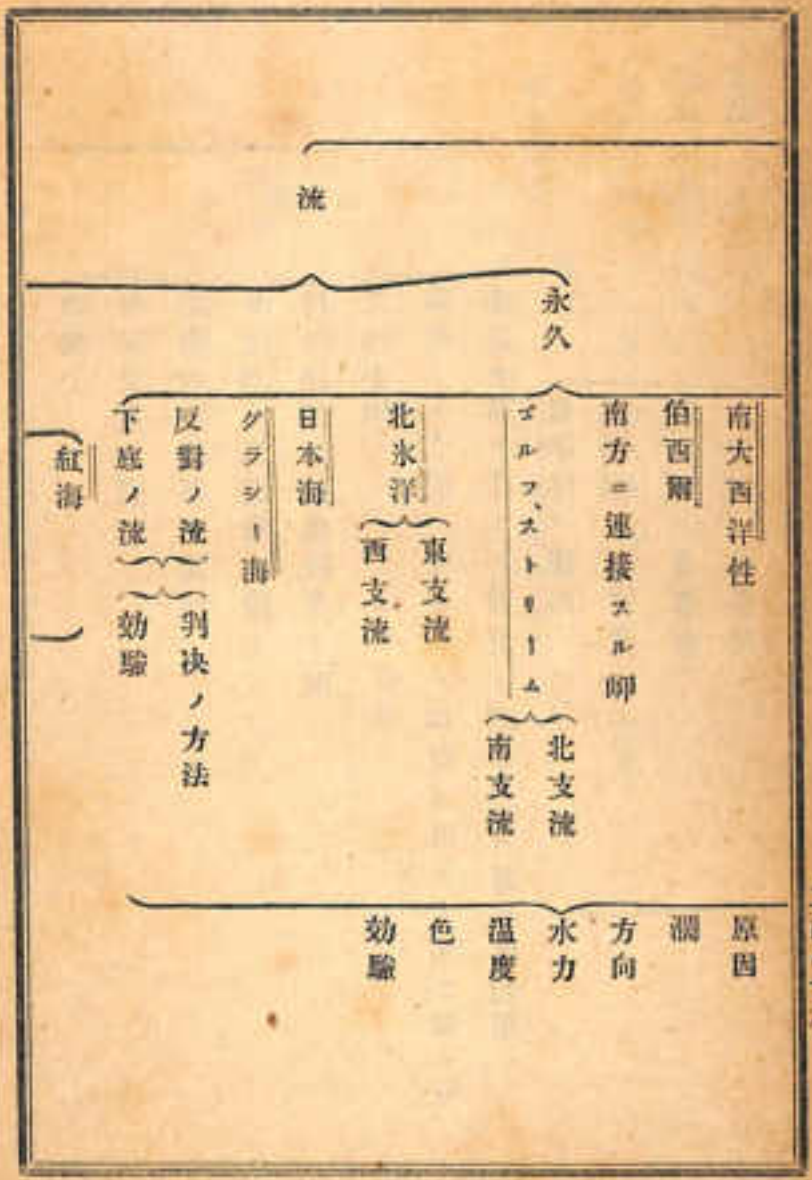 流
永久
南大西洋性
伯西爾
南方ニ連接スル
ゴルフ、ストリーム
北支流
南支流
北氷洋
東支流
西支流
日本海
グラシー海
反對ノ流
下底ノ流
判决ノ方法
効驗
紅海
原因
方向
水力
温度
色
効驗